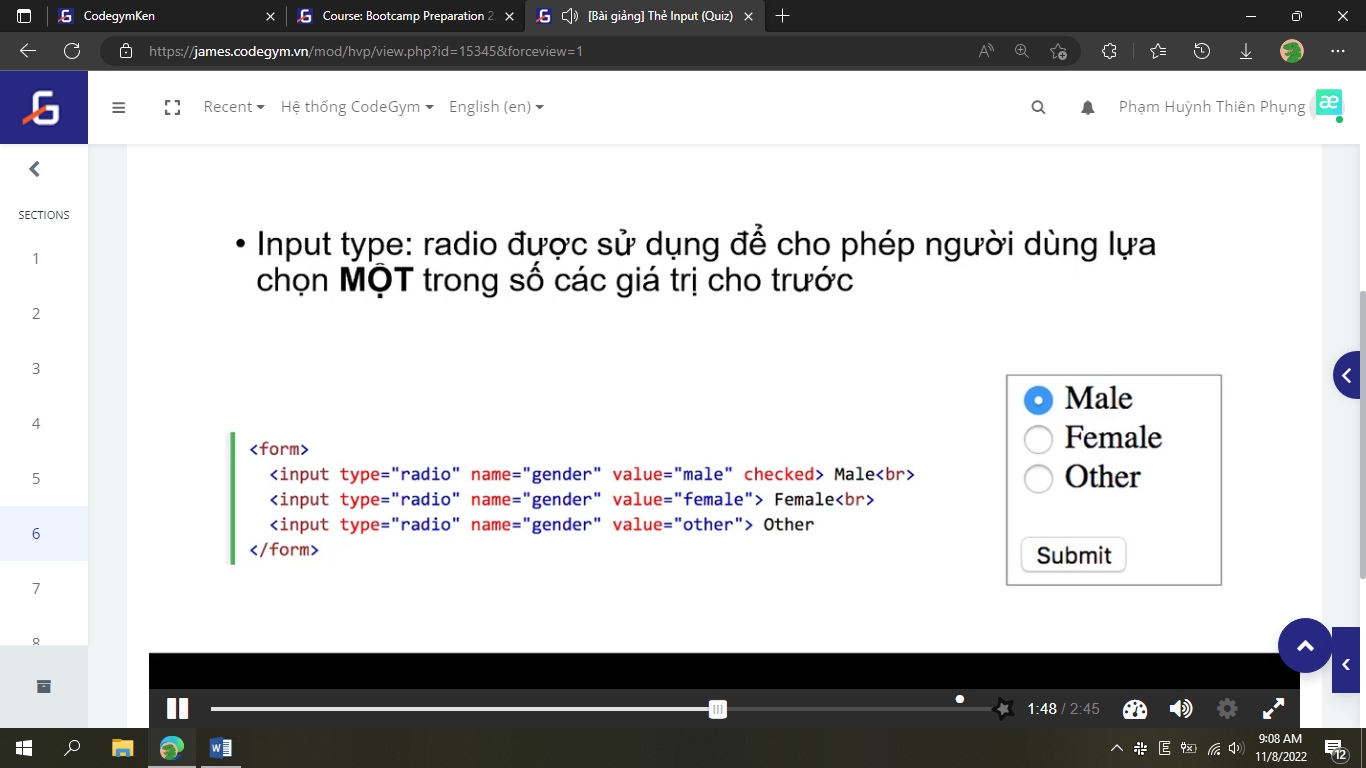 CodegymKen
Course: Bootcamp Preparation 2
[Bài giảng] Thẻ Input (Quiz)
https://james.codegym.vn/mod/hvp/view.php?id=15345&forceview=1
Recent
Hệ thống CodeGym
English (en)
Phạm Huỳnh Thiên Phụng
æ
SECTIONS
1
2
3
4
5
6
7
8
• Input type: radio được sử dụng để cho phép người dùng lựa
chọn MỘT trong số các giá trị cho trước
<form>
<input type="radio" name="gender" value="male" checked> Male<br>
<input type="radio" name="gender" value="female"> Female<br>
<input type="radio" name="gender" value="other"> Other
</form>
Male
Female
Other
Submit
1:48 / 2:45
9:08 AM
11/8/2022
12